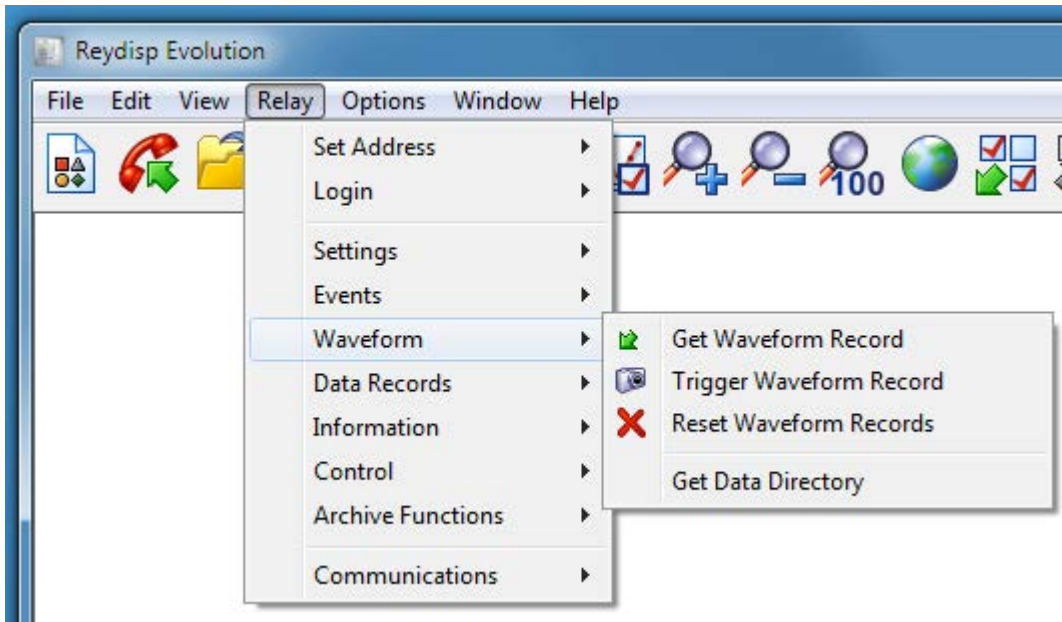 Reydisp Evolution
File Edit View Relay Options Window Help
100
Set Address
Login
Settings
Events
Waveform
Data Records
Information
Control
Archive Functions
Communications
Get Waveform Record
Trigger Waveform Record
Reset Waveform Records
Get Data Directory